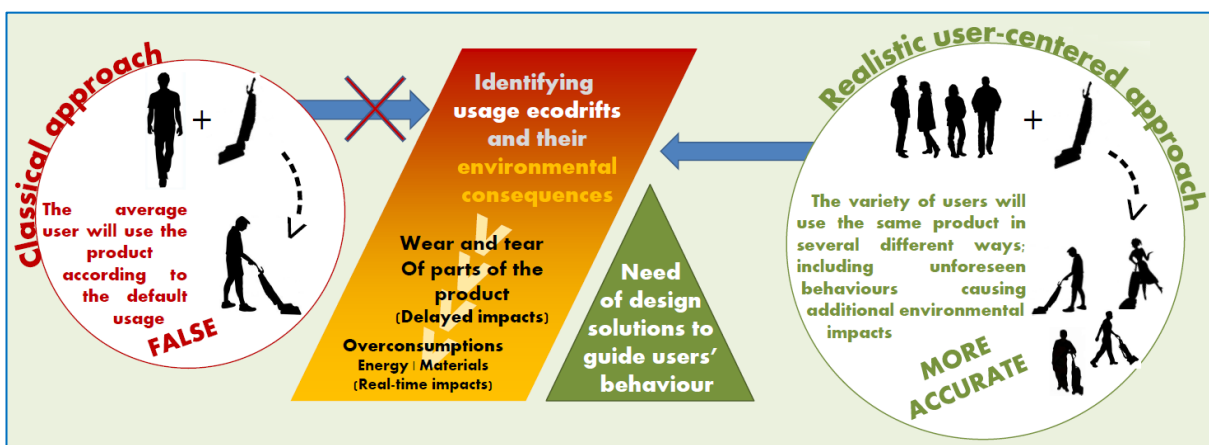 Classical approach
+
The average
user will use the
product
according to
the default
usage
FALSE
Identifying
usage ecodrifts
and their
environmental
consequences
Wear and tear
Of parts of the
product
(Delayed impacts)
Overconsumptions
Energy | Materials
(Real-time impacts)
Need
of design
solutions to
guide users’
behaviour
Realistic user-centered approach
+
The variety of users will
use the same product in
several different ways;
including unforeseen
behaviours causing
additional environmental
impacts
MORE
ACCURATE